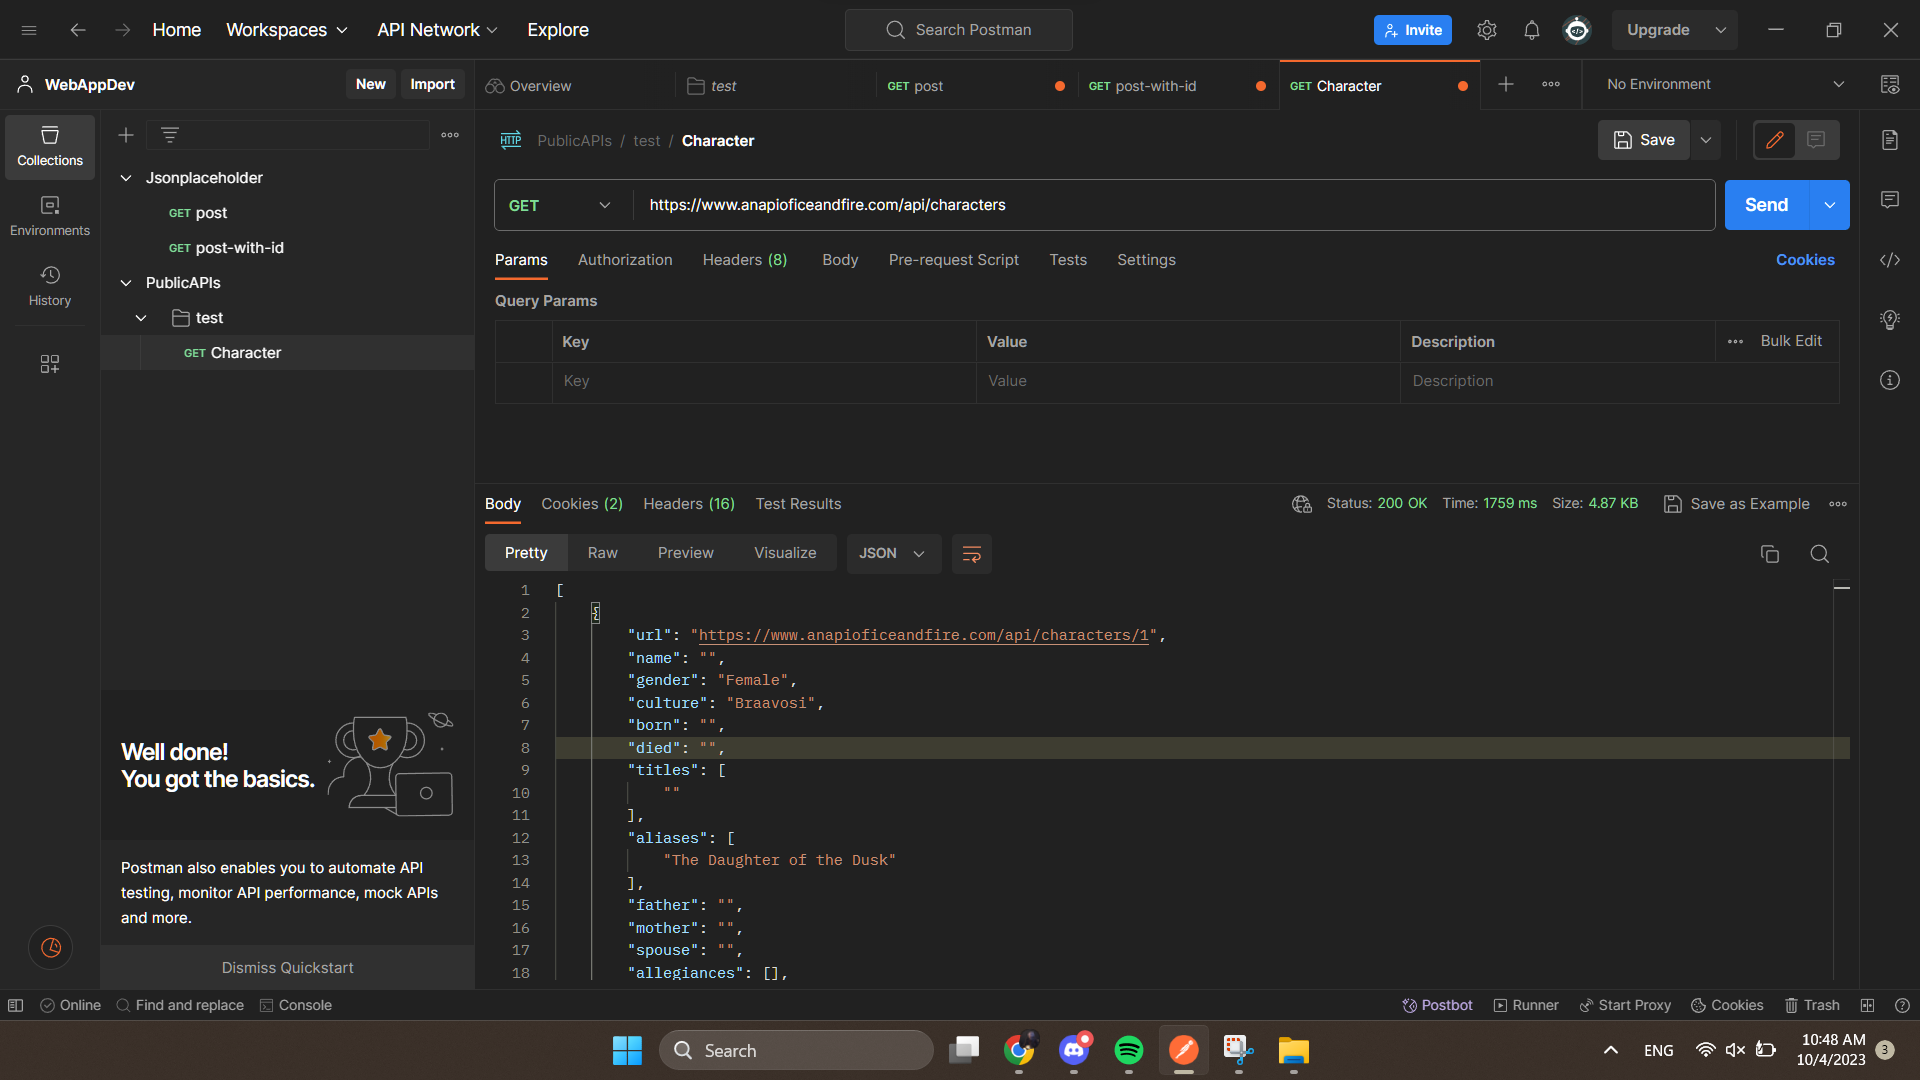 Home Workspaces API Network Explore Search Postman Invite Upgrade
WebAppDev New Import
Overview test GET post GET post-with-id GET Character No Environment
Collections
Environments
History
Jsonplaceholder
GET post
GET post-with-id
PublicAPIs
test
GET Character
Well done!
You got the basics.
Postman also enables you to automate API
testing, monitor API performance, mock APIs
and more.
Dismiss Quickstart
HTTP PublicAPIs / test / Character Save
GET https://www.anapioficeandfire.com/api/characters Send
Params Authorization Headers (8) Body Pre-request Script Tests Settings Cookies
Query Params
Key Value Description Bulk Edit
Key Value Description
Body Cookies (2) Headers (16) Test Results Status: 200 OK Time: 1759 ms Size: 4.87 KB Save as Example
Pretty Raw Preview Visualize JSON
1 [
2 {
3 "url": "https://www.anapioficeandfire.com/api/characters/1",
4 "name": "",
5 "gender": "Female",
6 "culture": "Braavosi",
7 "born": "",
8 "died": "",
9 "titles": [
10 ""
11 ],
12 "aliases": [
13 "The Daughter of the Dusk"
14 ],
15 "father": "",
16 "mother": "",
17 "spouse": "",
18 "allegiances": [],
Online Find and replace Console Postbot Runner Start Proxy Cookies Trash
Search ENG 10:48 AM
10/4/2023 3